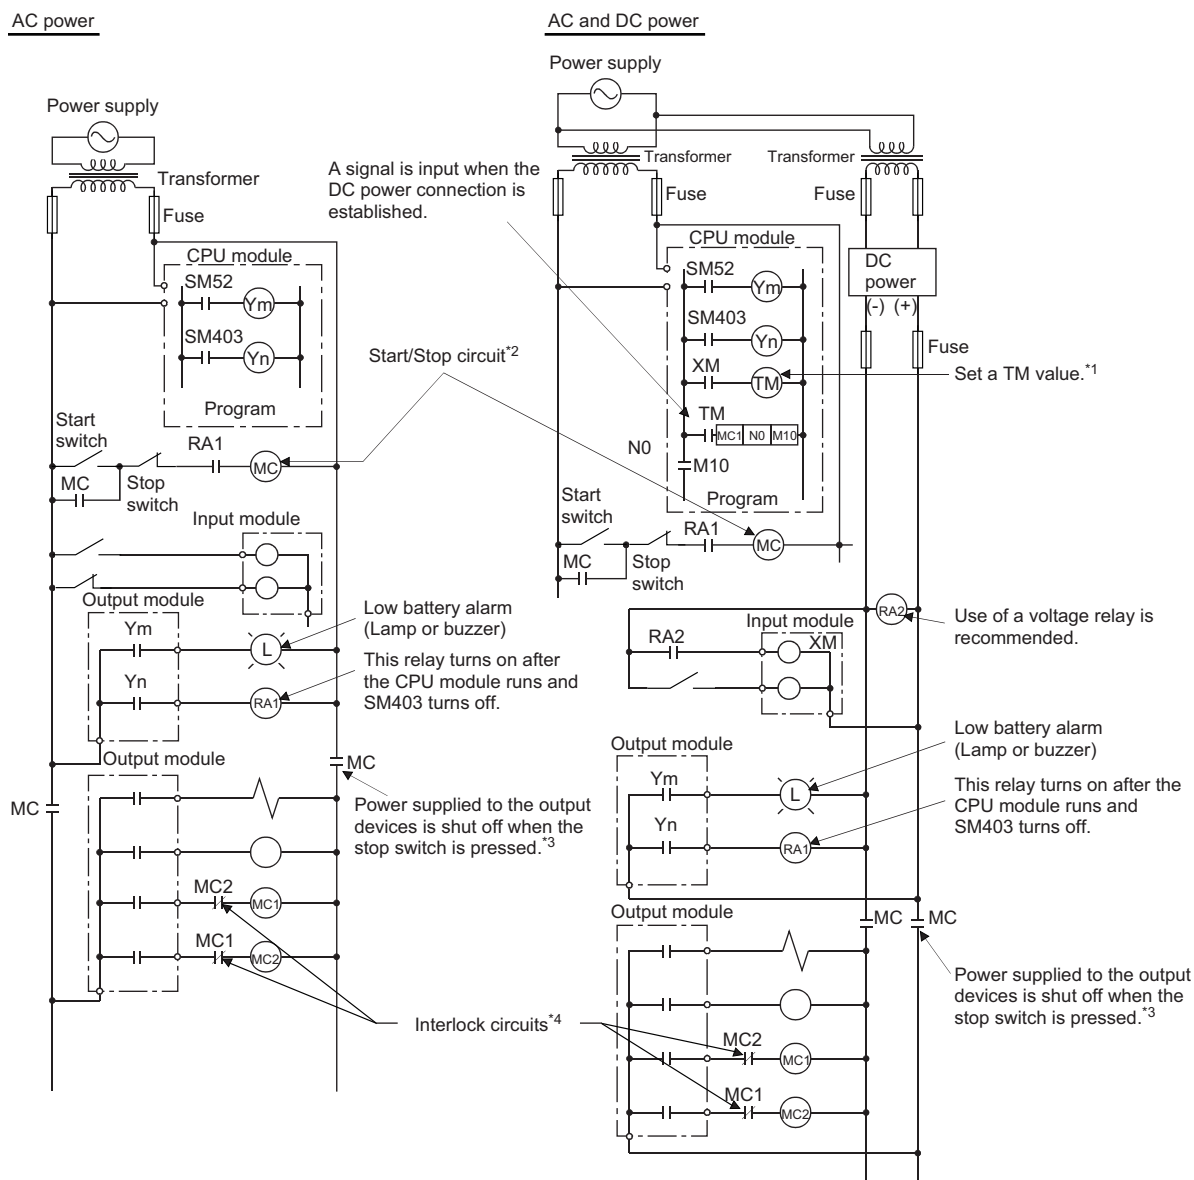 AC power
Power supply
Transformer
Fuse
CPU module
SM52
Ym
SM403
Yn
Program
Start
switch
MC
Stop
switch
RA1
MC
Start/Stop circuit*2
Input module
Output module
Ym
L
Low battery alarm
(Lamp or buzzer)
Yn
RA1
This relay turns on after
the CPU module runs and
SM403 turns off.
Output module
MC
MC
Power supplied to the output
devices is shut off when the
stop switch is pressed.*3
MC2
MC1
MC1
MC2
Interlock circuits*4
AC and DC power
Power supply
Transformer
Transformer
A signal is input when the
DC power connection is
established.
Fuse
Fuse
CPU module
SM52
Ym
SM403
Yn
XM
TM
Set a TM value.*1
TM
MC1 N0 M10
N0
M10
Program
DC
power
(-) (+)
Fuse
Start
switch
MC
Stop
switch
RA1
MC
RA2
Use of a voltage relay is
recommended.
Input module
RA2
XM
Output module
Ym
L
Low battery alarm
(Lamp or buzzer)
Yn
RA1
This relay turns on after the
CPU module runs and
SM403 turns off.
Output module
MC
MC
Power supplied to the output
devices is shut off when the
stop switch is pressed.*3
MC2
MC1
MC1
MC2